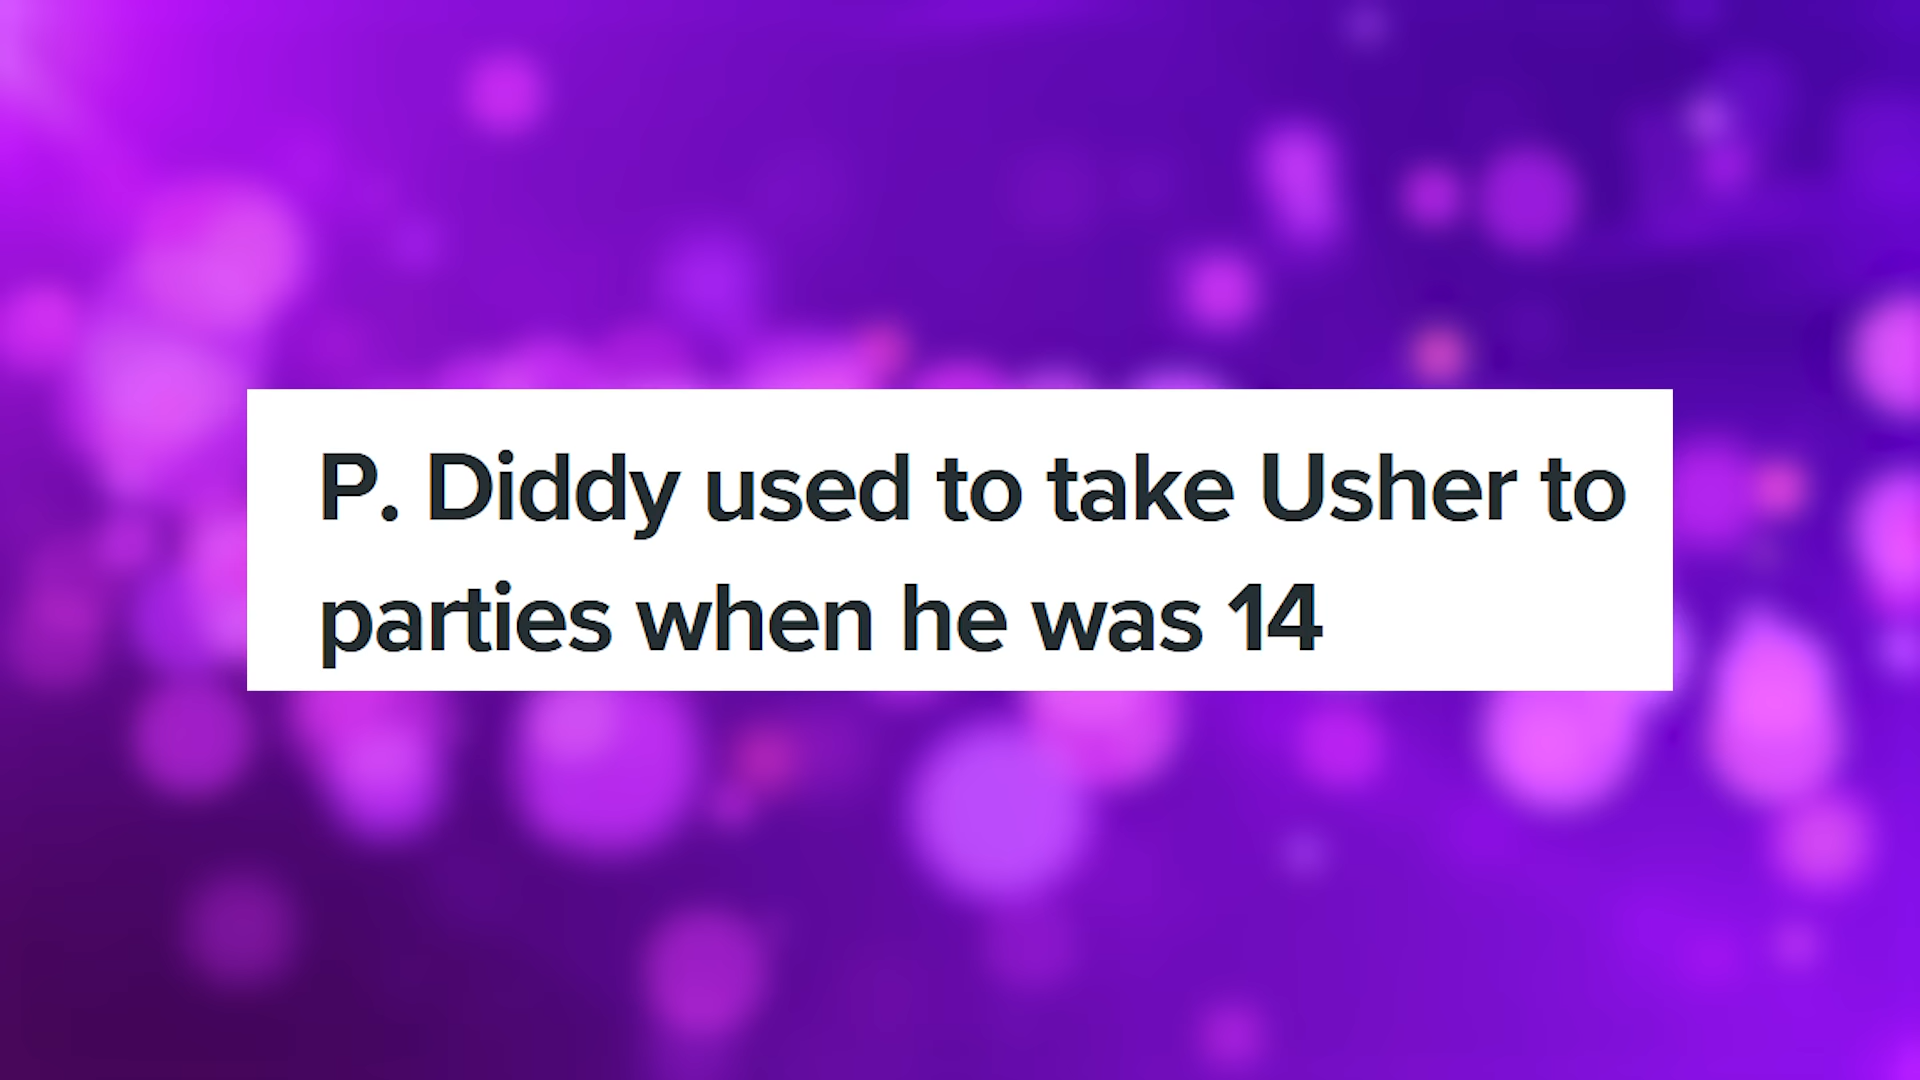 P. Diddy used to take Usher to
parties when he was 14